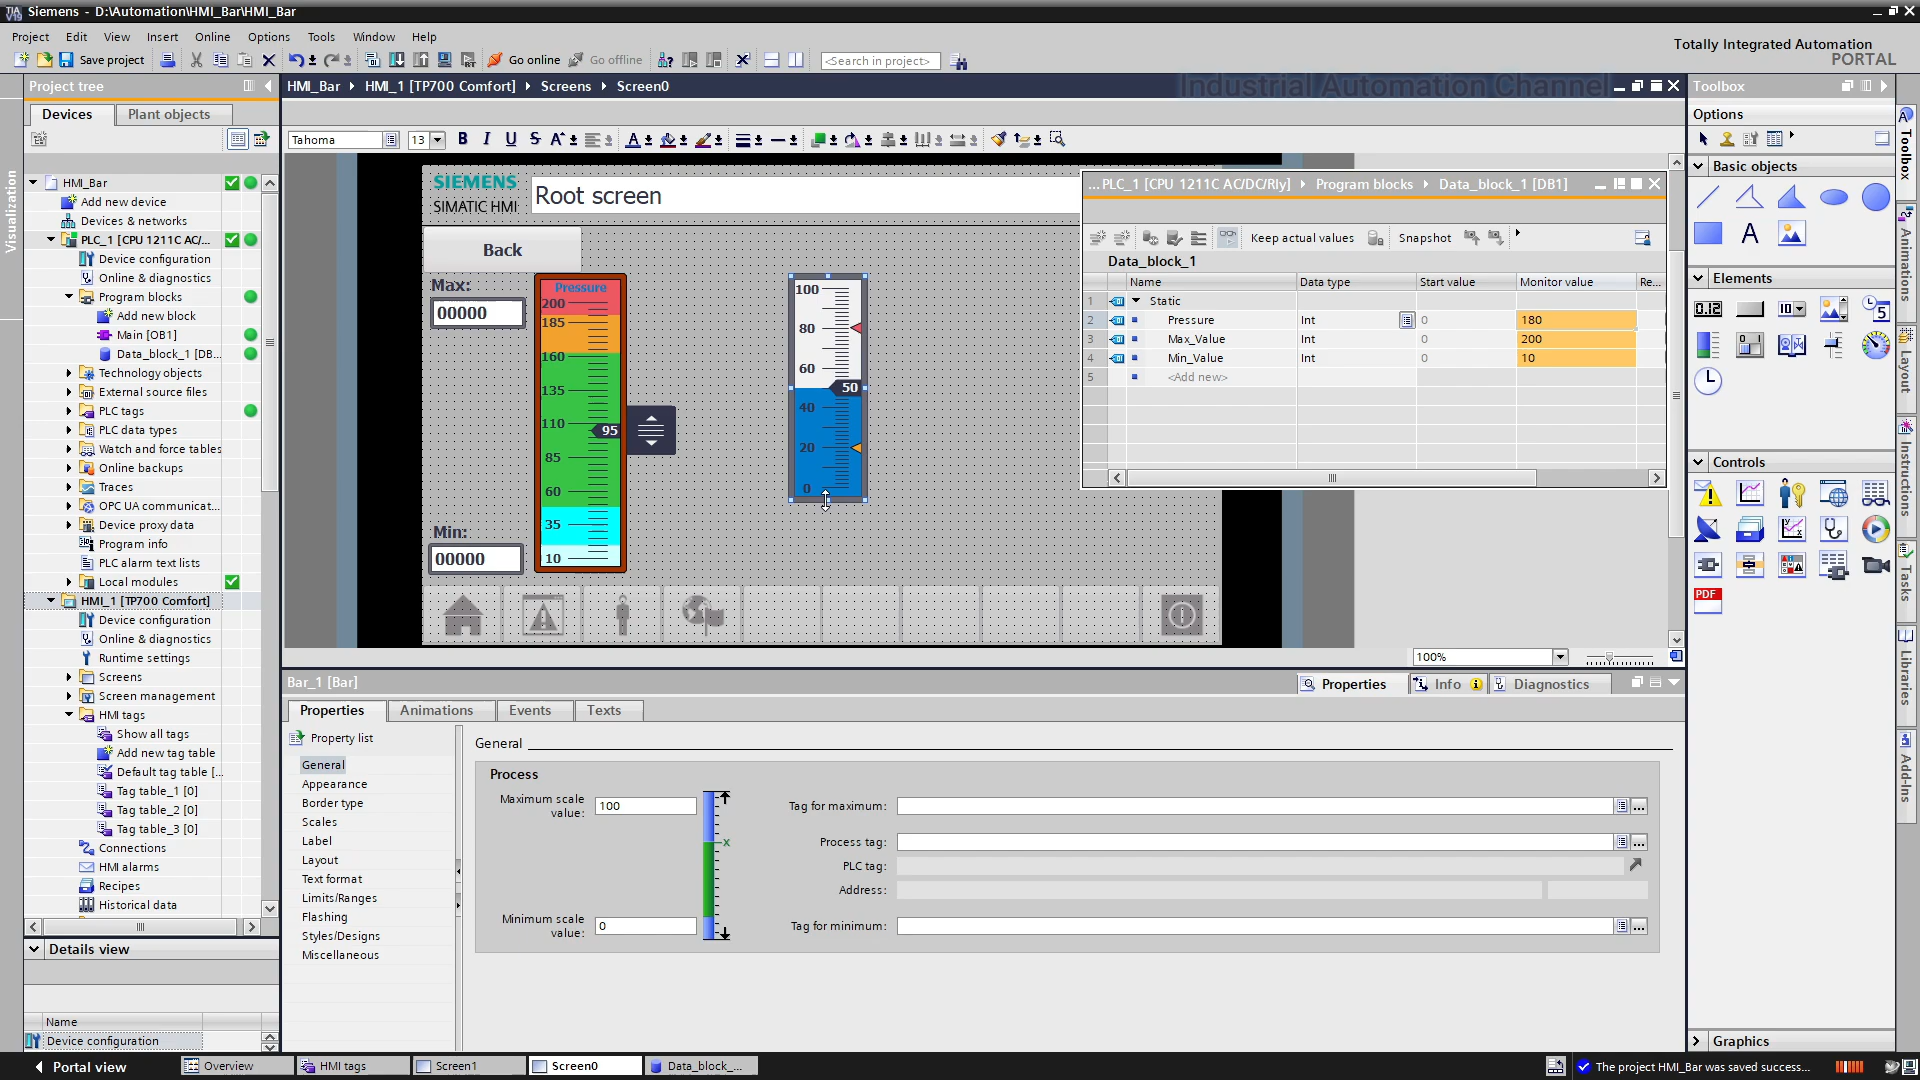 Siemens - D:\Automation\HMI_Bar\HMI_Bar
Project Edit View Insert Online Options Tools Window Help
Save project Go online Go offline <Search in project>
Totally Integrated Automation
PORTAL
Project tree
HMI_Bar HMI_1 [TP700 Comfort] Screens Screen0
Industrial Automation Channel
Toolbox
Devices Plant objects
Options
Tahoma 13
Visualization
HMI_Bar
Add new device
Devices & networks
PLC_1 [CPU 1211C AC/...
Device configuration
Online & diagnostics
Program blocks
Add new block
Main [OB1]
Data_block_1 [DB...
Technology objects
External source files
PLC tags
PLC data types
Watch and force tables
Online backups
Traces
OPC UA communicat...
Device proxy data
Program info
PLC alarm text lists
Local modules
HMI_1 [TP700 Comfort]
Device configuration
Online & diagnostics
Runtime settings
Screens
Screen management
HMI tags
Show all tags
Add new tag table
Default tag table [...
Tag table_1 [0]
Tag table_2 [0]
Tag table_3 [0]
Connections
HMI alarms
Recipes
Historical data
Details view
Name
Device configuration
SIEMENS
SIMATIC HMI
Root screen
Back
Max:
00000
Min:
00000
Pressure
200
185
160
135
110
95
85
60
35
10
100
80
60
50
40
20
0
...PLC_1 [CPU 1211C AC/DC/Rly] Program blocks Data_block_1 [DB1]
Keep actual values Snapshot
Data_block_1
Name Data type Start value Monitor value Re...
1 Static
2 Pressure Int 0 180
3 Max_Value Int 0 200
4 Min_Value Int 0 10
5 <Add new>
100%
Bar_1 [Bar]
Properties Info Diagnostics
Properties Animations Events Texts
Property list
General
Appearance
Border type
Scales
Label
Layout
Text format
Limits/Ranges
Flashing
Styles/Designs
Miscellaneous
General
Process
Maximum scale value: 100
Tag for maximum:
Process tag:
PLC tag:
Address:
Minimum scale value: 0
Tag for minimum:
X
Basic objects
A
Elements
0.12
10
5
Controls
PDF
Graphics
Toolbox
Animations
Layout
Instructions
Tasks
Libraries
Add-Ins
Portal view Overview HMI tags Screen1 Screen0 Data_block_...
The project HMI_Bar was saved success...